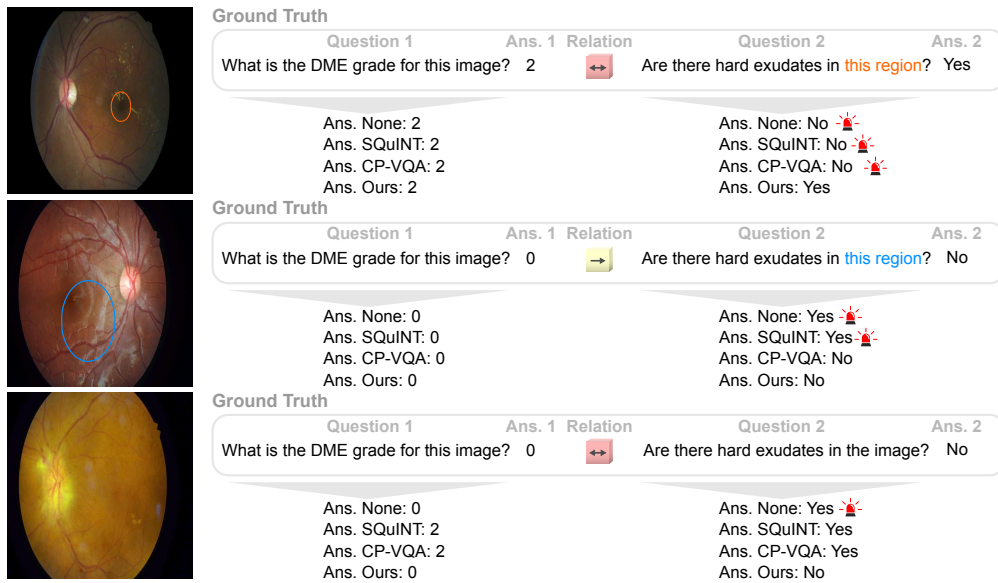 Ground Truth
Question 1 Ans. 1 Relation Question 2 Ans. 2
What is the DME grade for this image? 2 ↔ Are there hard exudates in this region? Yes
Ans. None: 2 Ans. None: No
Ans. SQuINT: 2 Ans. SQuINT: No
Ans. CP-VQA: 2 Ans. CP-VQA: No
Ans. Ours: 2 Ans. Ours: Yes
Ground Truth
Question 1 Ans. 1 Relation Question 2 Ans. 2
What is the DME grade for this image? 0 → Are there hard exudates in this region? No
Ans. None: 0 Ans. None: Yes
Ans. SQuINT: 0 Ans. SQuINT: Yes
Ans. CP-VQA: 0 Ans. CP-VQA: No
Ans. Ours: 0 Ans. Ours: No
Ground Truth
Question 1 Ans. 1 Relation Question 2 Ans. 2
What is the DME grade for this image? 0 ↔ Are there hard exudates in the image? No
Ans. None: 0 Ans. None: Yes
Ans. SQuINT: 2 Ans. SQuINT: Yes
Ans. CP-VQA: 2 Ans. CP-VQA: Yes
Ans. Ours: 0 Ans. Ours: No